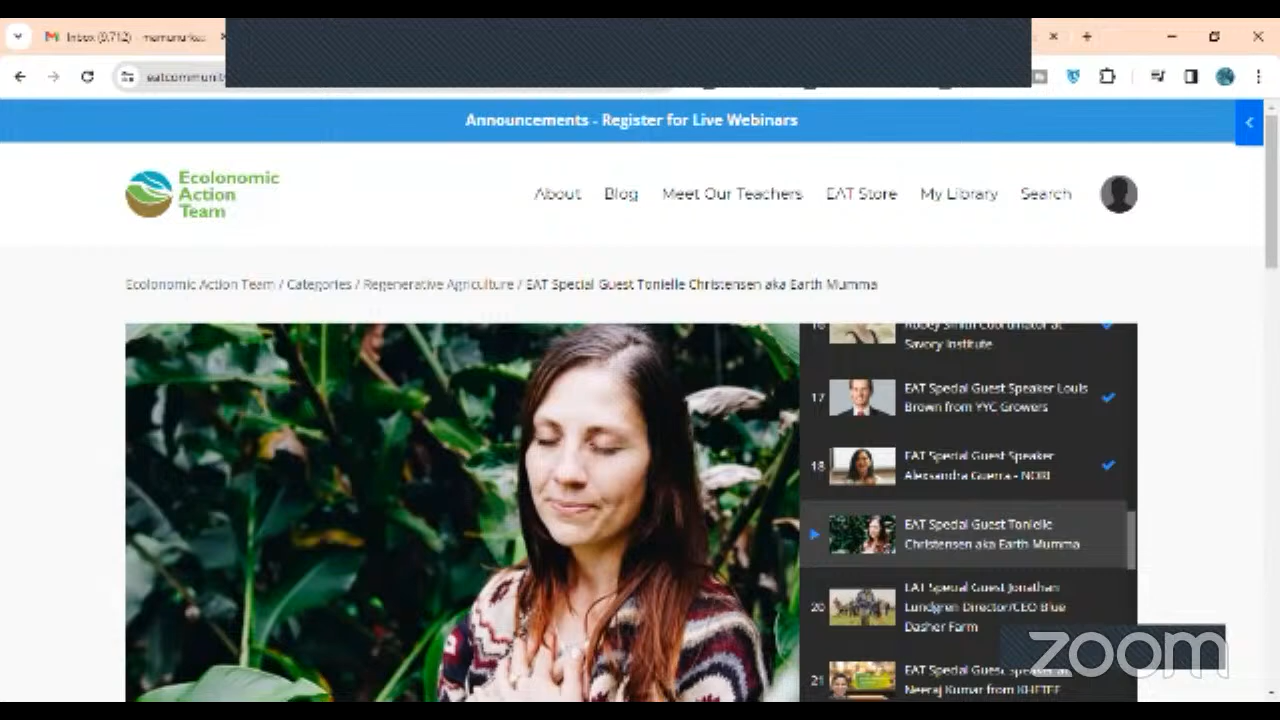 Inbox (9,712) -
eatcommunit
Announcements - Register for Live Webinars
Ecolonomic
Action
Team
About Blog Meet Our Teachers EAT Store My Library Search
Ecolonomic Action Team / Categories / Regenerative Agriculture / EAT Special Guest Tonielle Christensen aka Earth Mumma
Savory Institute
17 EAT Special Guest Speaker Louis
Brown from YYC Growers
18 EAT Special Guest Speaker
Alexsandra Guerra - NORI
EAT Special Guest Tonielle
Christensen aka Earth Mumma
20 EAT Special Guest Jonathan
Lundgren Director/CEO Blue
Dasher Farm
21 EAT Special Guest
Neeraj Kumar from
zoom